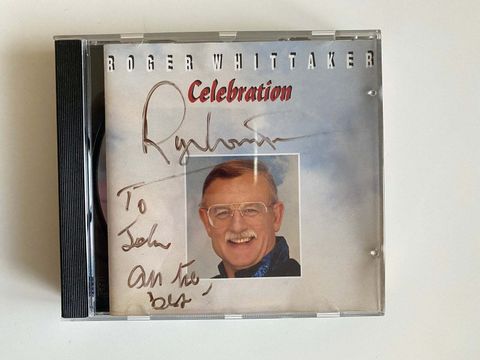 ROGER WHITTAKER
Celebration
To
John
All the
best